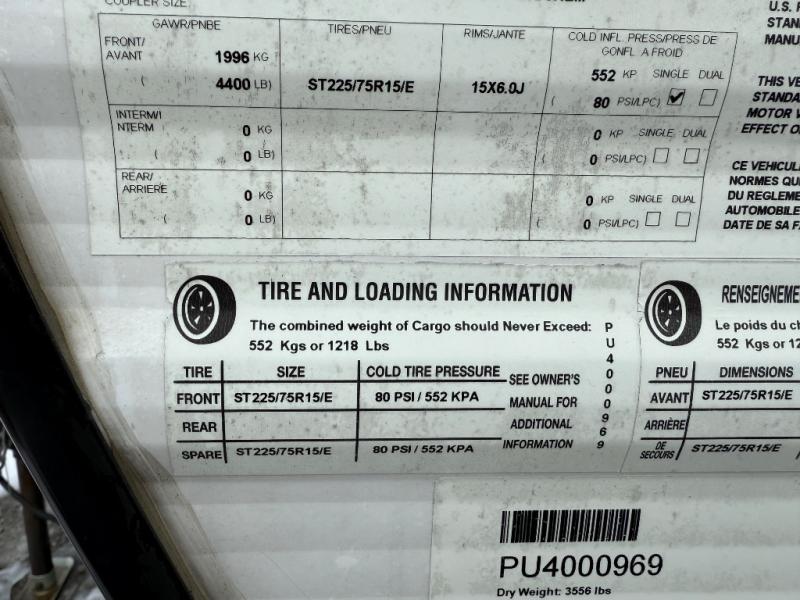 COUPLER SIZE:
GAWR/PNBE TIRES/PNEU RIMS/JANTE COLD INFL. PRESS/PRESS DE GONFL. A FROID
FRONT/ AVANT 1996 KG 552 KP SINGLE DUAL
( 4400 LB) ST225/75R15/E 15X6.0J ( 80 PSI/LPC)
INTERM/I NTERM 0 KG 0 KP SINGLE DUAL
( 0 LB) ( 0 PSI/LPC)
REAR/ ARRIERE 0 KG 0 KP SINGLE DUAL
( 0 LB) ( 0 PSI/LPC)
U.S.
STAN
MANU
THIS VE
STANDA
MOTOR V
EFFECT O
CE VEHICUL
NORMES QU
DU REGLEME
AUTOMOBILE
DATE DE SA F
TIRE AND LOADING INFORMATION
The combined weight of Cargo should Never Exceed:
552 Kgs or 1218 Lbs
TIRE SIZE COLD TIRE PRESSURE
FRONT ST225/75R15/E 80 PSI / 552 KPA
REAR
SPARE ST225/75R15/E 80 PSI / 552 KPA
SEE OWNER'S
MANUAL FOR
ADDITIONAL
INFORMATION
PU4000969
RENSEIGNEME
Le poids du ch
552 Kgs or 12
PNEU DIMENSIONS
AVANT ST225/75R15/E
ARRIÈRE
DE SECOURS ST225/75R15/E
PU4000969
Dry Weight: 3556 lbs